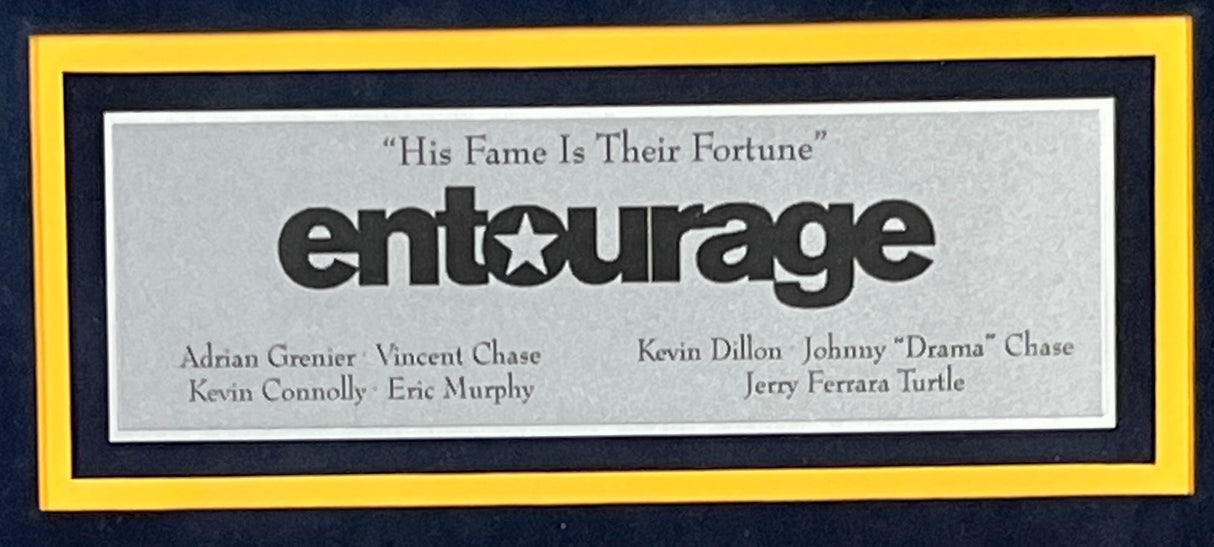 “His Fame Is Their Fortune”
entourage
Adrian Grenier · Vincent Chase
Kevin Connolly · Eric Murphy
Kevin Dillon · Johnny “Drama” Chase
Jerry Ferrara Turtle